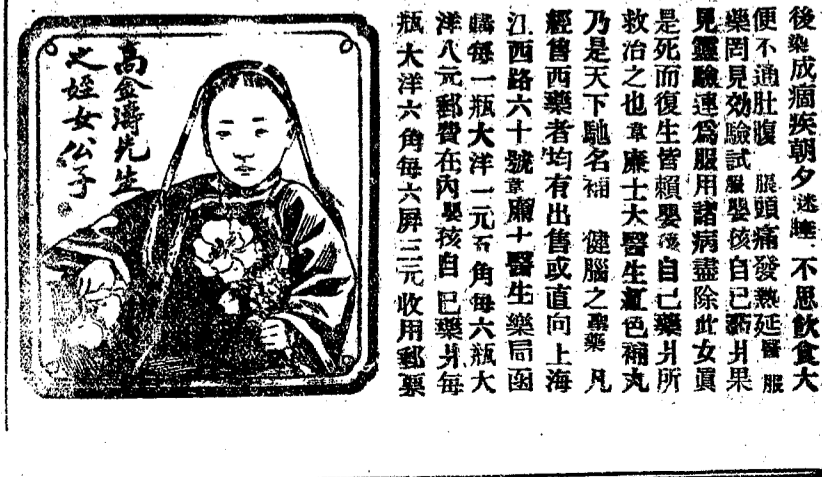 後染成痼疾朝夕迷睡 不思飲食大
便不通肚腹 脹頭痛發熱延醫 服
藥罔見効驗試服嬰孩自己藥片果
見靈驗連爲服用諸病盡除此女眞
是死而復生皆賴嬰孩自己藥片所
救治之也韋廉士大醫生紅色補丸
乃是天下馳名補 健腦之聖藥 凡
經售西藥者均有出售或直向上海
江西路六十號韋廉士醫生藥局函
購每一瓶大洋一元五角每六瓶大
洋八元郵費在內嬰孩自己藥片每
瓶大洋六角每六屏三元收用郵票
高金濤先生
之姪女公子